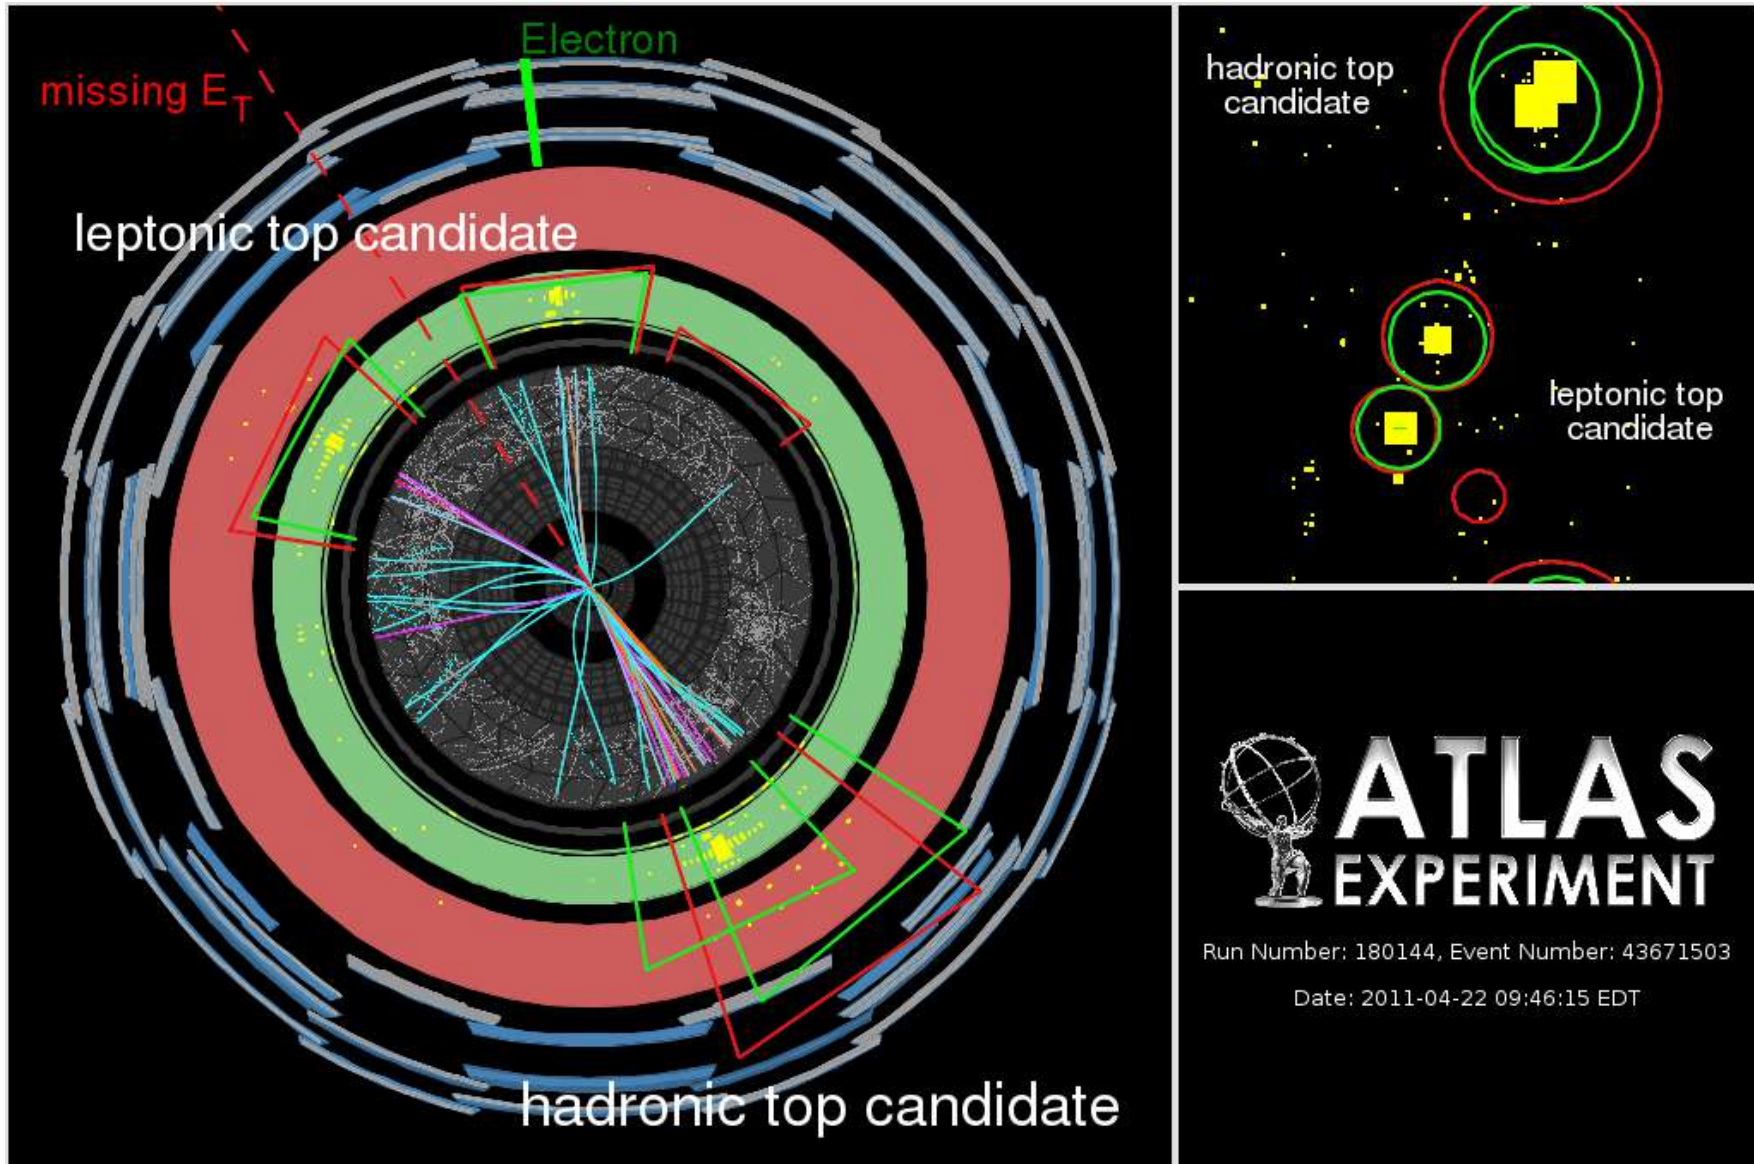 Electron
missing E_T
leptonic top candidate
hadronic top candidate
hadronic top
candidate
leptonic top
candidate
ATLAS
EXPERIMENT
Run Number: 180144, Event Number: 43671503
Date: 2011-04-22 09:46:15 EDT